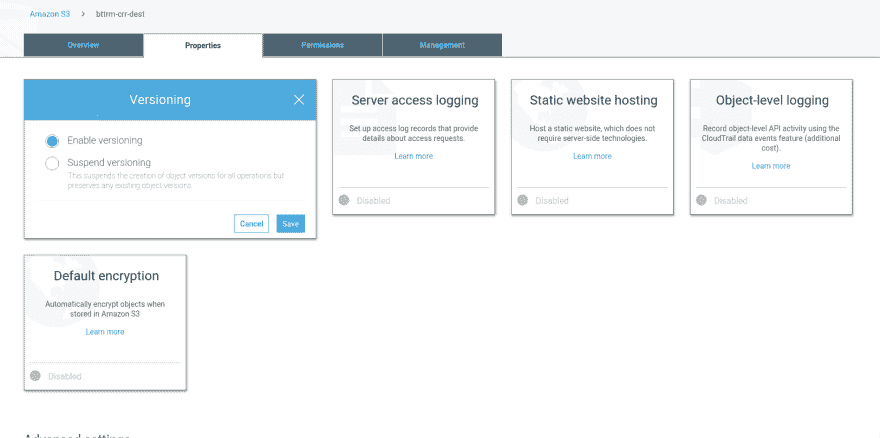 Amazon S3 > bttrm-crr-dest
Overview
Properties
Permissions
Management
Versioning
Enable versioning
Suspend versioning
This suspends the creation of object versions for all operations but
preserves any existing object versions.
Cancel
Save
Server access logging
Set up access log records that provide
details about access requests.
Learn more
Disabled
Static website hosting
Host a static website, which does not
require server-side technologies.
Learn more
Disabled
Object-level logging
Record object-level API activity using the
CloudTrail data events feature (additional
cost).
Learn more
Disabled
Default encryption
Automatically encrypt objects when
stored in Amazon S3
Learn more
Disabled
Advanced settings